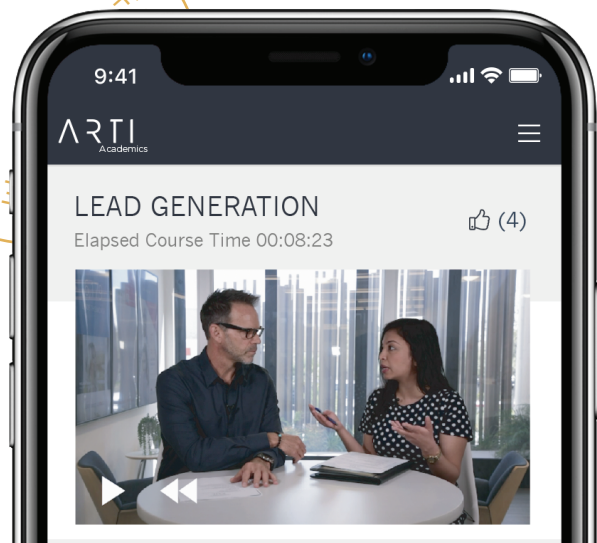 9:41
ARTI
Academics
LEAD GENERATION
(4)
Elapsed Course Time 00:08:23